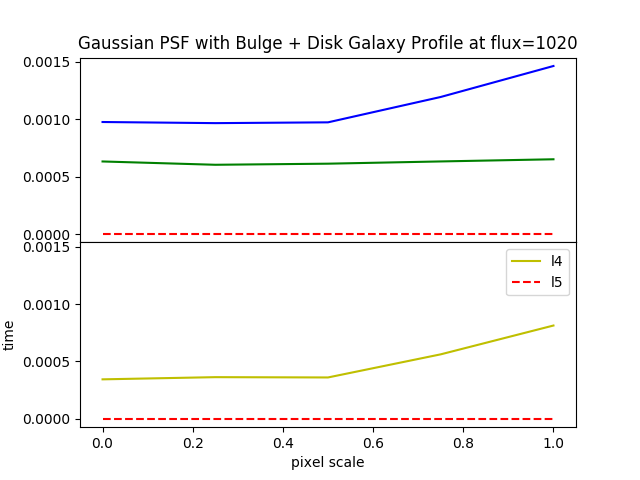 Gaussian PSF with Bulge + Disk Galaxy Profile at flux=1020
0.0015
0.0010
0.0005
0.0000
0.0015
0.0010
0.0005
0.0000
time
l4
l5
0.0 0.2 0.4 0.6 0.8 1.0
pixel scale